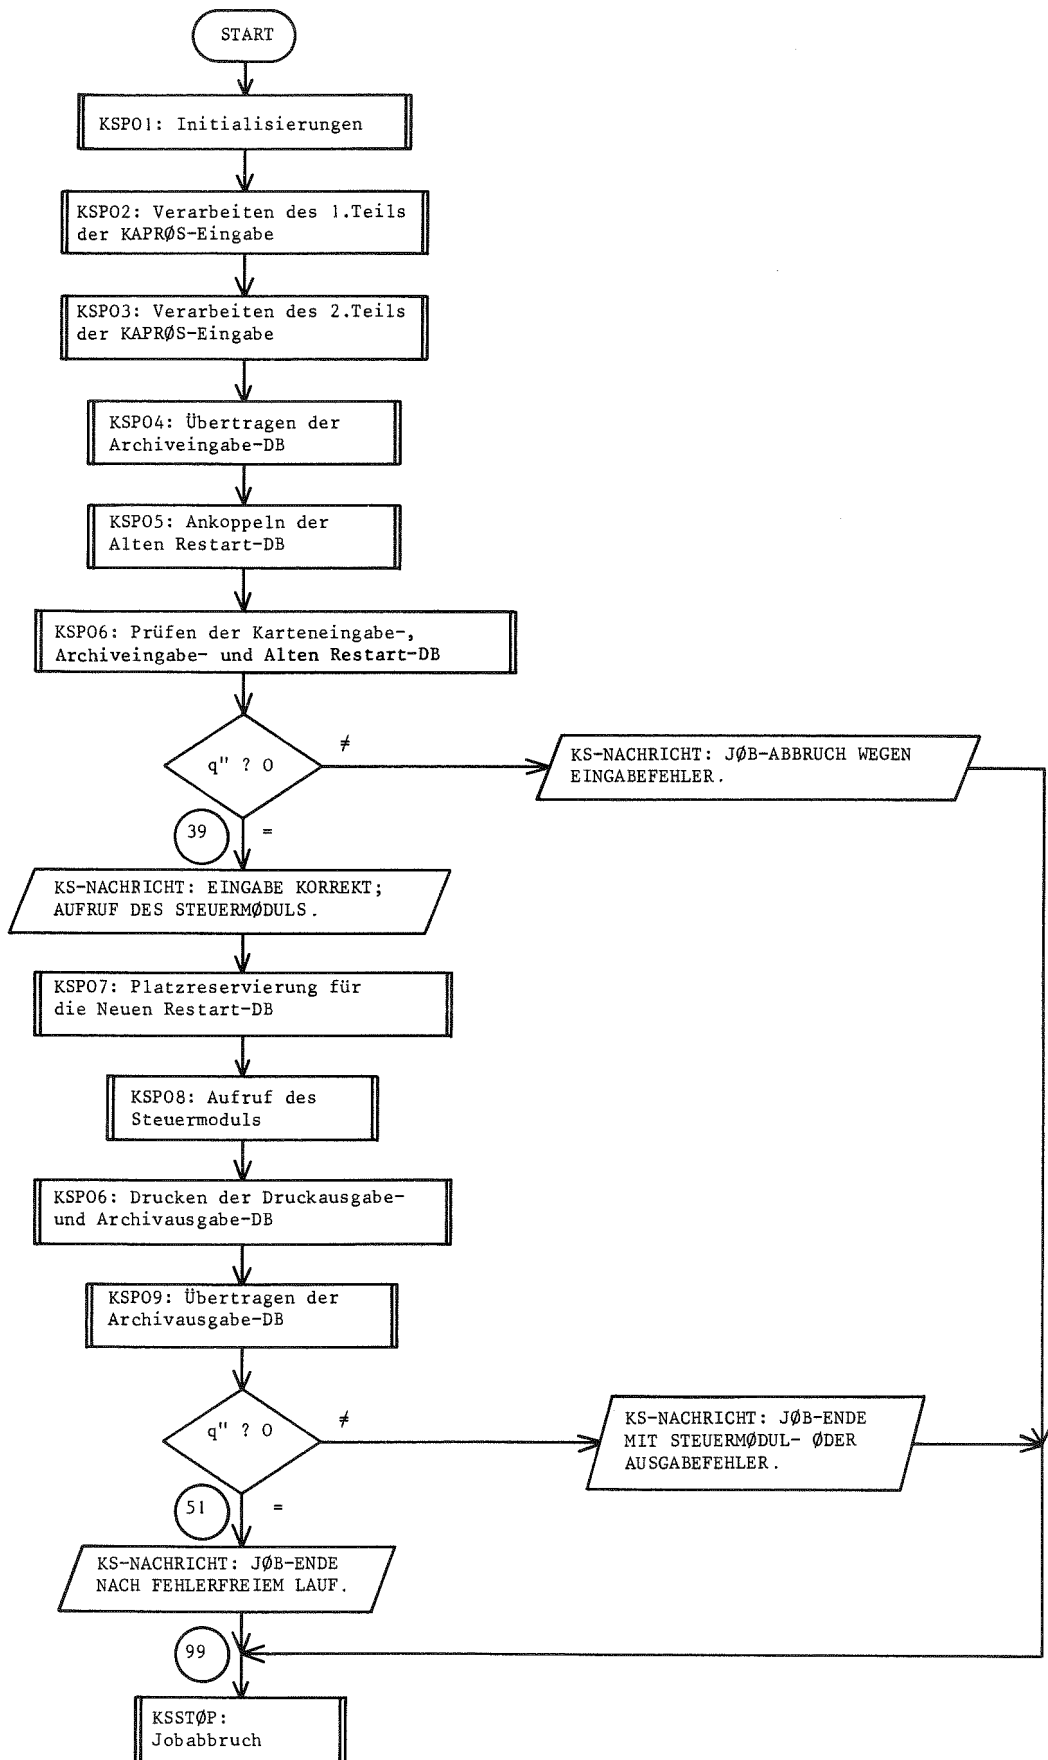 START
KSP01: Initialisierungen
KSP02: Verarbeiten des 1.Teils
der KAPRØS-Eingabe
KSP03: Verarbeiten des 2.Teils
der KAPRØS-Eingabe
KSP04: Übertragen der
Archiveingabe-DB
KSP05: Ankoppeln der
Alten Restart-DB
KSP06: Prüfen der Karteneingabe-,
Archiveingabe- und Alten Restart-DB
q" ? 0
≠
KS-NACHRICHT: JØB-ABBRUCH WEGEN
EINGABEFEHLER.
39
=
KS-NACHRICHT: EINGABE KORREKT;
AUFRUF DES STEUERMØDULS.
KSP07: Platzreservierung für
die Neuen Restart-DB
KSP08: Aufruf des
Steuermoduls
KSP06: Drucken der Druckausgabe-
und Archivausgabe-DB
KSP09: Übertragen der
Archivausgabe-DB
q" ? 0
≠
KS-NACHRICHT: JØB-ENDE
MIT STEUERMØDUL- ØDER
AUSGABEFEHLER.
51
=
KS-NACHRICHT: JØB-ENDE
NACH FEHLERFREIEM LAUF.
99
KSSTØP:
Jobabbruch